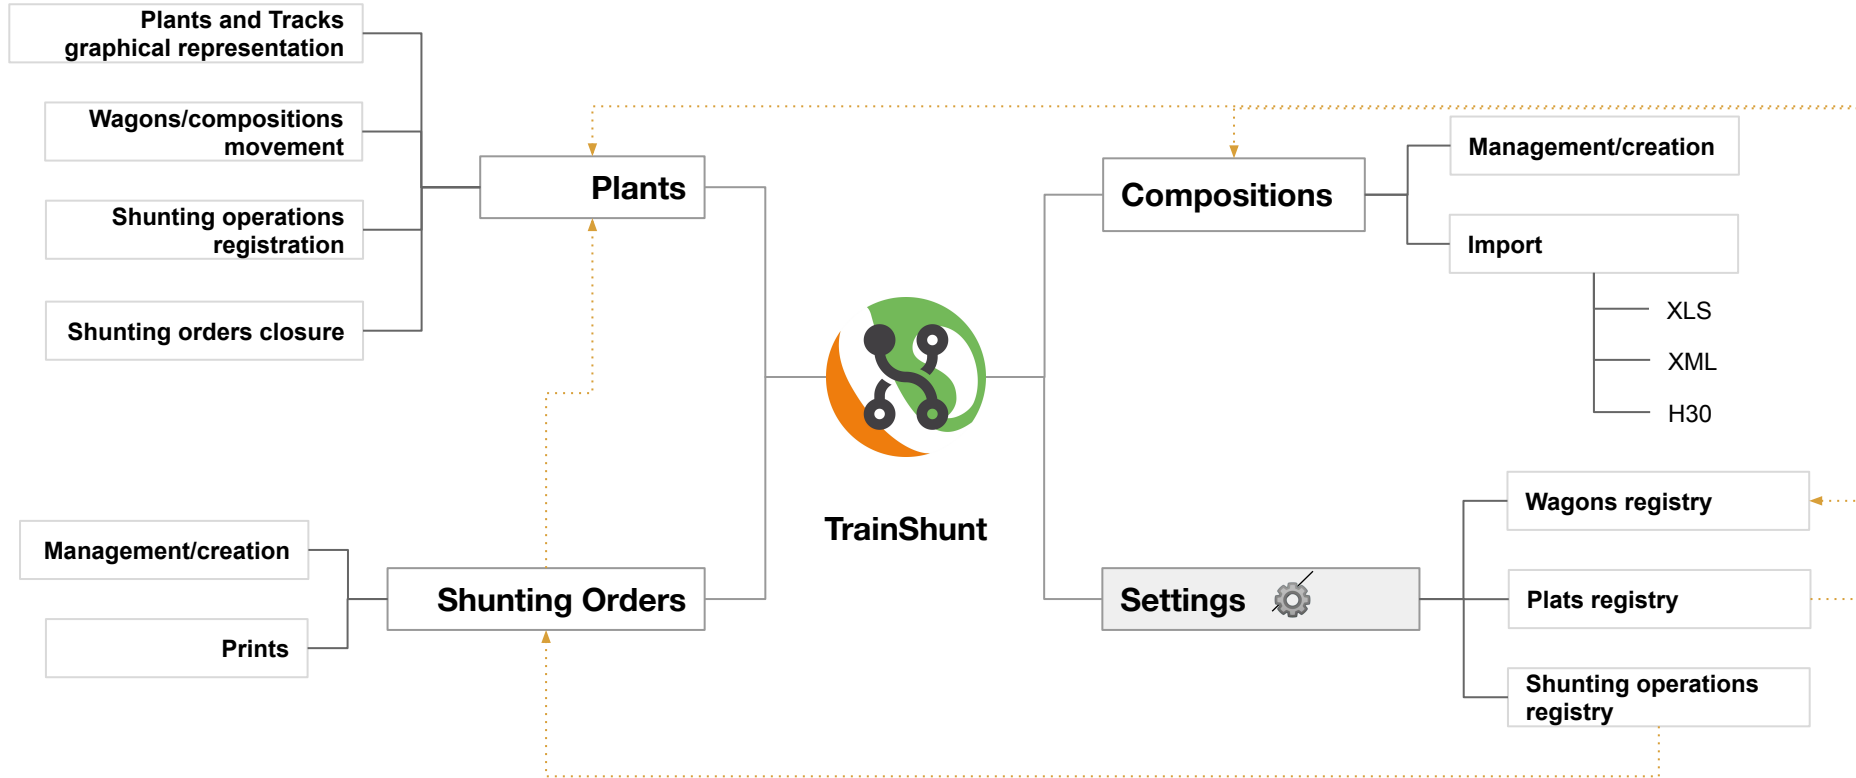 Plants and Tracks
graphical representation
Wagons/compositions
movement
Shunting operations
registration
Shunting orders closure
Plants
Management/creation
Prints
Shunting Orders
TrainShunt
Compositions
Management/creation
Import
XLS
XML
H30
Settings
Wagons registry
Plats registry
Shunting operations
registry